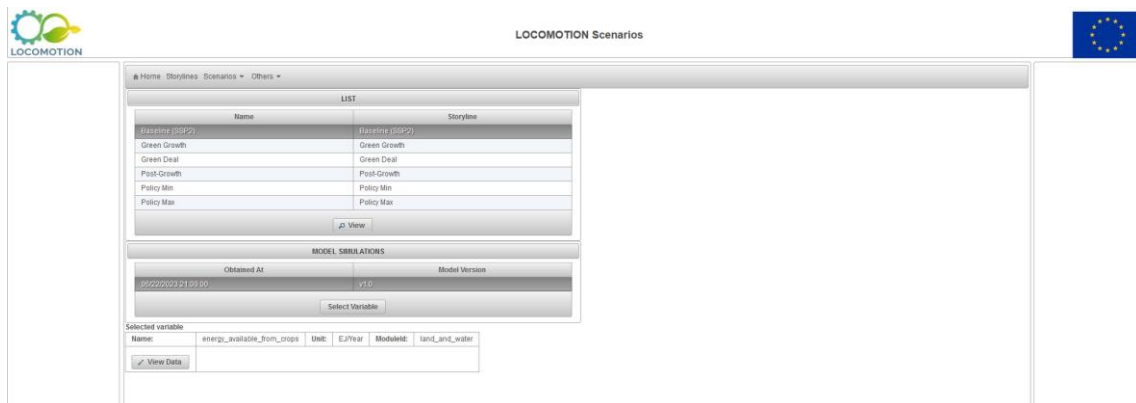 LOCOMOTION
LOCOMOTION Scenarios
Home Storylines Scenarios Others
LIST
Name Storyline
Baseline (SSP2) Baseline (SSP2)
Green Growth Green Growth
Green Deal Green Deal
Post-Growth Post-Growth
Policy Min Policy Min
Policy Max Policy Max
View
MODEL SIMULATIONS
Obtained At Model Version
06/22/2023 21:00:00 v1.0
Select Variable
Selected variable
Name: energy_available_from_crops Unit: EJ/Year ModuleId: land_and_water
View Data